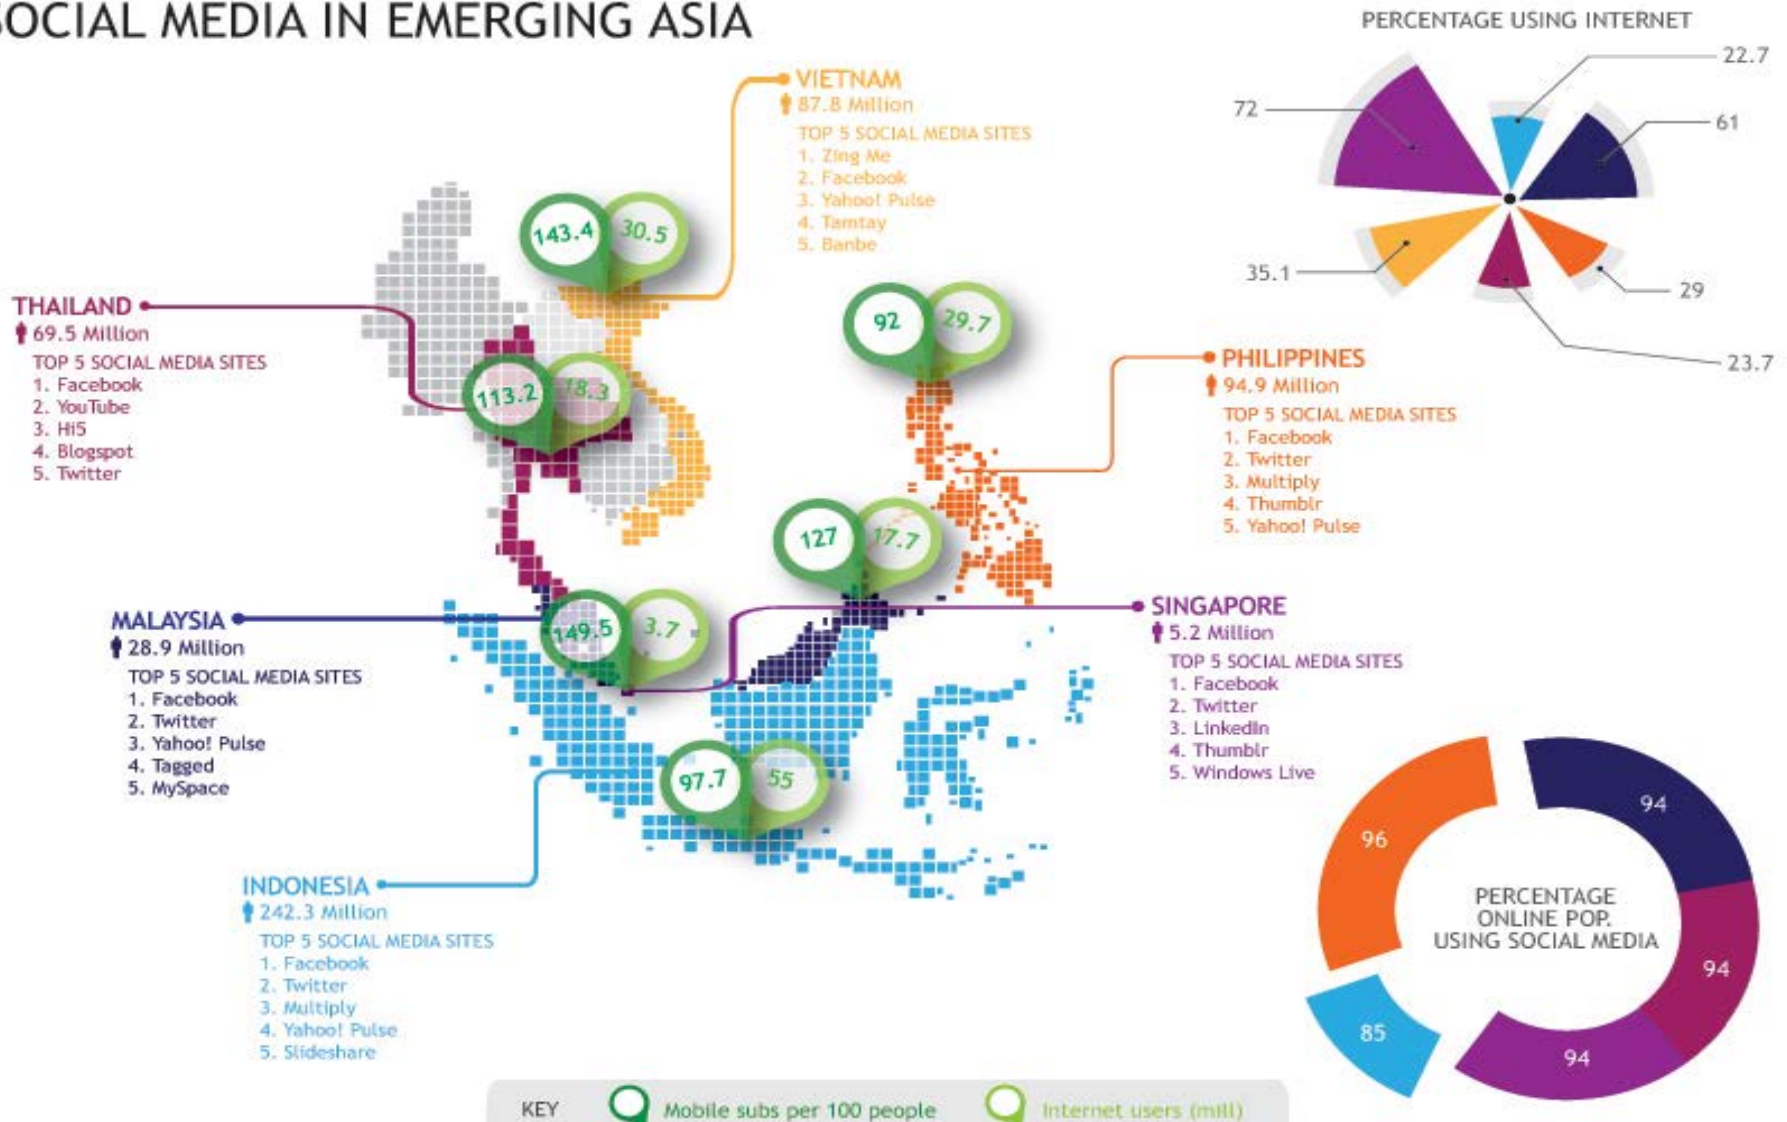 SOCIAL MEDIA IN EMERGING ASIA
PERCENTAGE USING INTERNET
72
22.7
61
35.1
29
23.7
VIETNAM
87.8 Million
TOP 5 SOCIAL MEDIA SITES
1. Zing Me
2. Facebook
3. Yahoo! Pulse
4. Tamtay
5. Banbe
143.4
30.5
THAILAND
69.5 Million
TOP 5 SOCIAL MEDIA SITES
1. Facebook
2. YouTube
3. Hi5
4. Blogspot
5. Twitter
113.2
18.3
92
29.7
PHILIPPINES
94.9 Million
TOP 5 SOCIAL MEDIA SITES
1. Facebook
2. Twitter
3. Multiply
4. Thumblr
5. Yahoo! Pulse
127
17.7
MALAYSIA
28.9 Million
TOP 5 SOCIAL MEDIA SITES
1. Facebook
2. Twitter
3. Yahoo! Pulse
4. Tagged
5. MySpace
149.5
3.7
SINGAPORE
5.2 Million
TOP 5 SOCIAL MEDIA SITES
1. Facebook
2. Twitter
3. LinkedIn
4. Thumblr
5. Windows Live
97.7
55
INDONESIA
242.3 Million
TOP 5 SOCIAL MEDIA SITES
1. Facebook
2. Twitter
3. Multiply
4. Yahoo! Pulse
5. Slideshare
96
94
PERCENTAGE
ONLINE POP.
USING SOCIAL MEDIA
94
85
94
KEY
Mobile subs per 100 people
Internet users (mill)